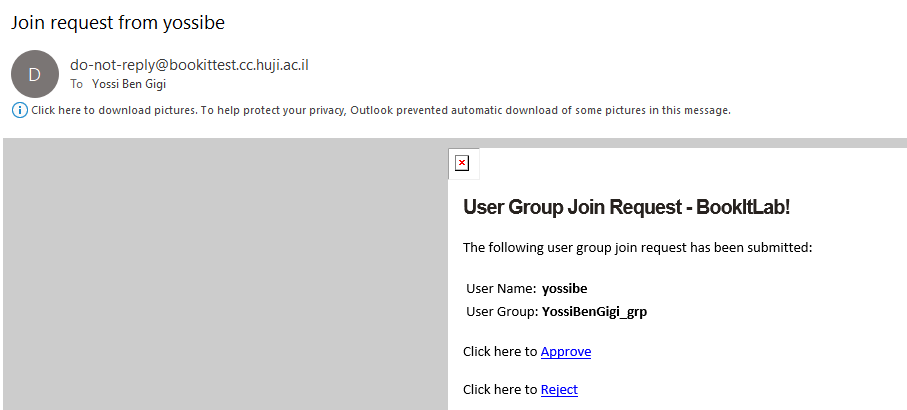 Join request from yossibe
D
do-not-reply@bookittest.cc.huji.ac.il
To Yossi Ben Gigi
Click here to download pictures. To help protect your privacy, Outlook prevented automatic download of some pictures in this message.
User Group Join Request - BookItLab!
The following user group join request has been submitted:
User Name: yossibe
User Group: YossiBenGigi_grp
Click here to Approve
Click here to Reject